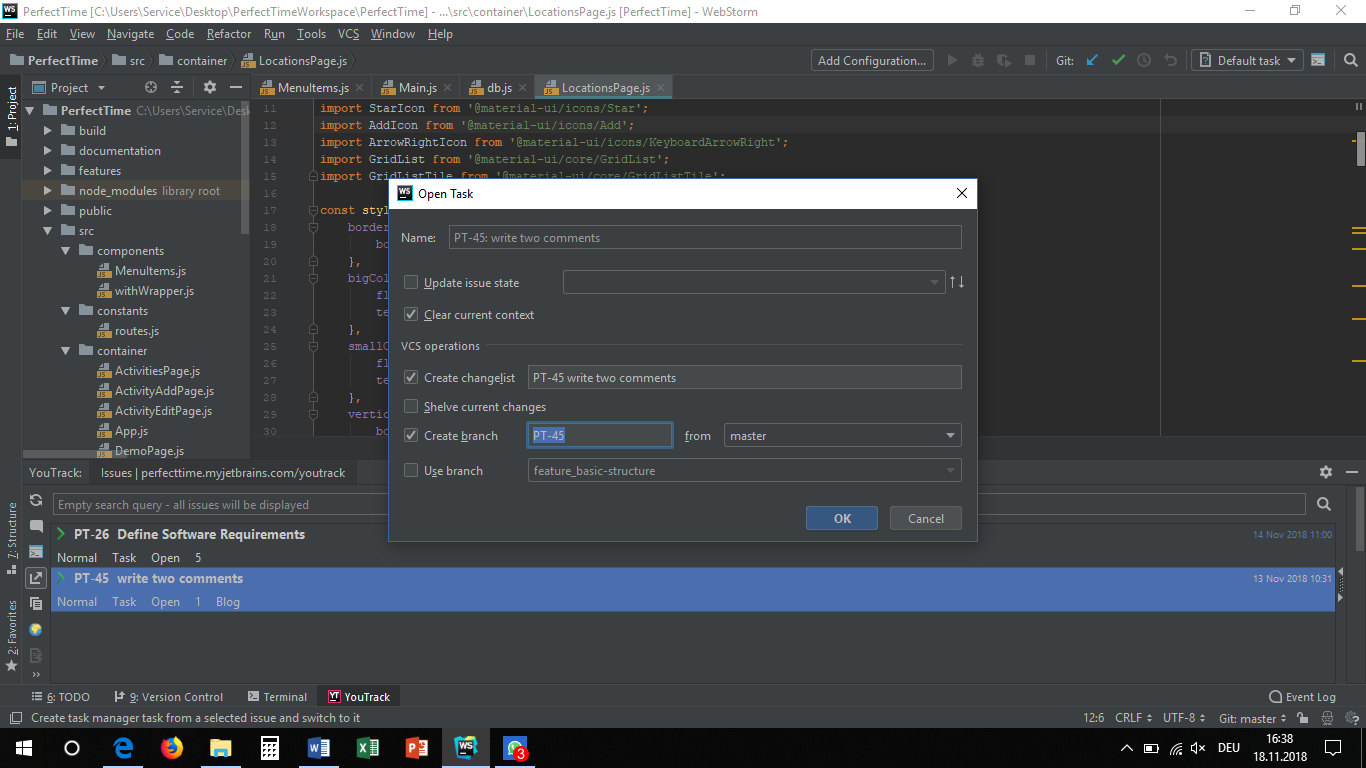 WS PerfectTime [C:\Users\Service\Desktop\PerfectTimeWorkspace\PerfectTime] - ...\src\container\LocationsPage.js [PerfectTime] - WebStorm
File Edit View Navigate Code Refactor Run Tools VCS Window Help
PerfectTime src container LocationsPage.js Add Configuration... Git: Default task
1: Project
Project
MenuItems.js Main.js db.js LocationsPage.js
PerfectTime C:\Users\Service\Desk
build
documentation
features
node_modules library root
public
src
components
MenuItems.js
withWrapper.js
constants
routes.js
container
ActivitiesPage.js
ActivityAddPage.js
ActivityEditPage.js
App.js
DemoPage.js
11 import StarIcon from '@material-ui/icons/Star';
12 import AddIcon from '@material-ui/icons/Add';
13 import ArrowRightIcon from '@material-ui/icons/KeyboardArrowRight';
14 import GridList from '@material-ui/core/GridList';
15 import GridListTile from '@material-ui/core/GridListTile';
16
17 const styl
18 border
19 bo
20 },
21 bigCol
22 fl
23 te
24 },
25 smallC
26 fl
27 te
28 },
29 vertic
30 bo
WS Open Task
Name: PT-45: write two comments
Update issue state
Clear current context
VCS operations
Create changelist PT-45 write two comments
Shelve current changes
Create branch PT-45 from master
Use branch feature_basic-structure
OK Cancel
YouTrack: Issues | perfecttime.myjetbrains.com/youtrack
Empty search query - all issues will be displayed
PT-26 Define Software Requirements 14 Nov 2018 11:00
Normal Task Open 5
PT-45 write two comments 13 Nov 2018 10:31
Normal Task Open 1 Blog
7: Structure
2: Favorites
6: TODO 9: Version Control Terminal YT YouTrack Event Log
Create task manager task from a selected issue and switch to it 12:6 CRLF UTF-8 Git: master
3 DEU 16:38
18.11.2018